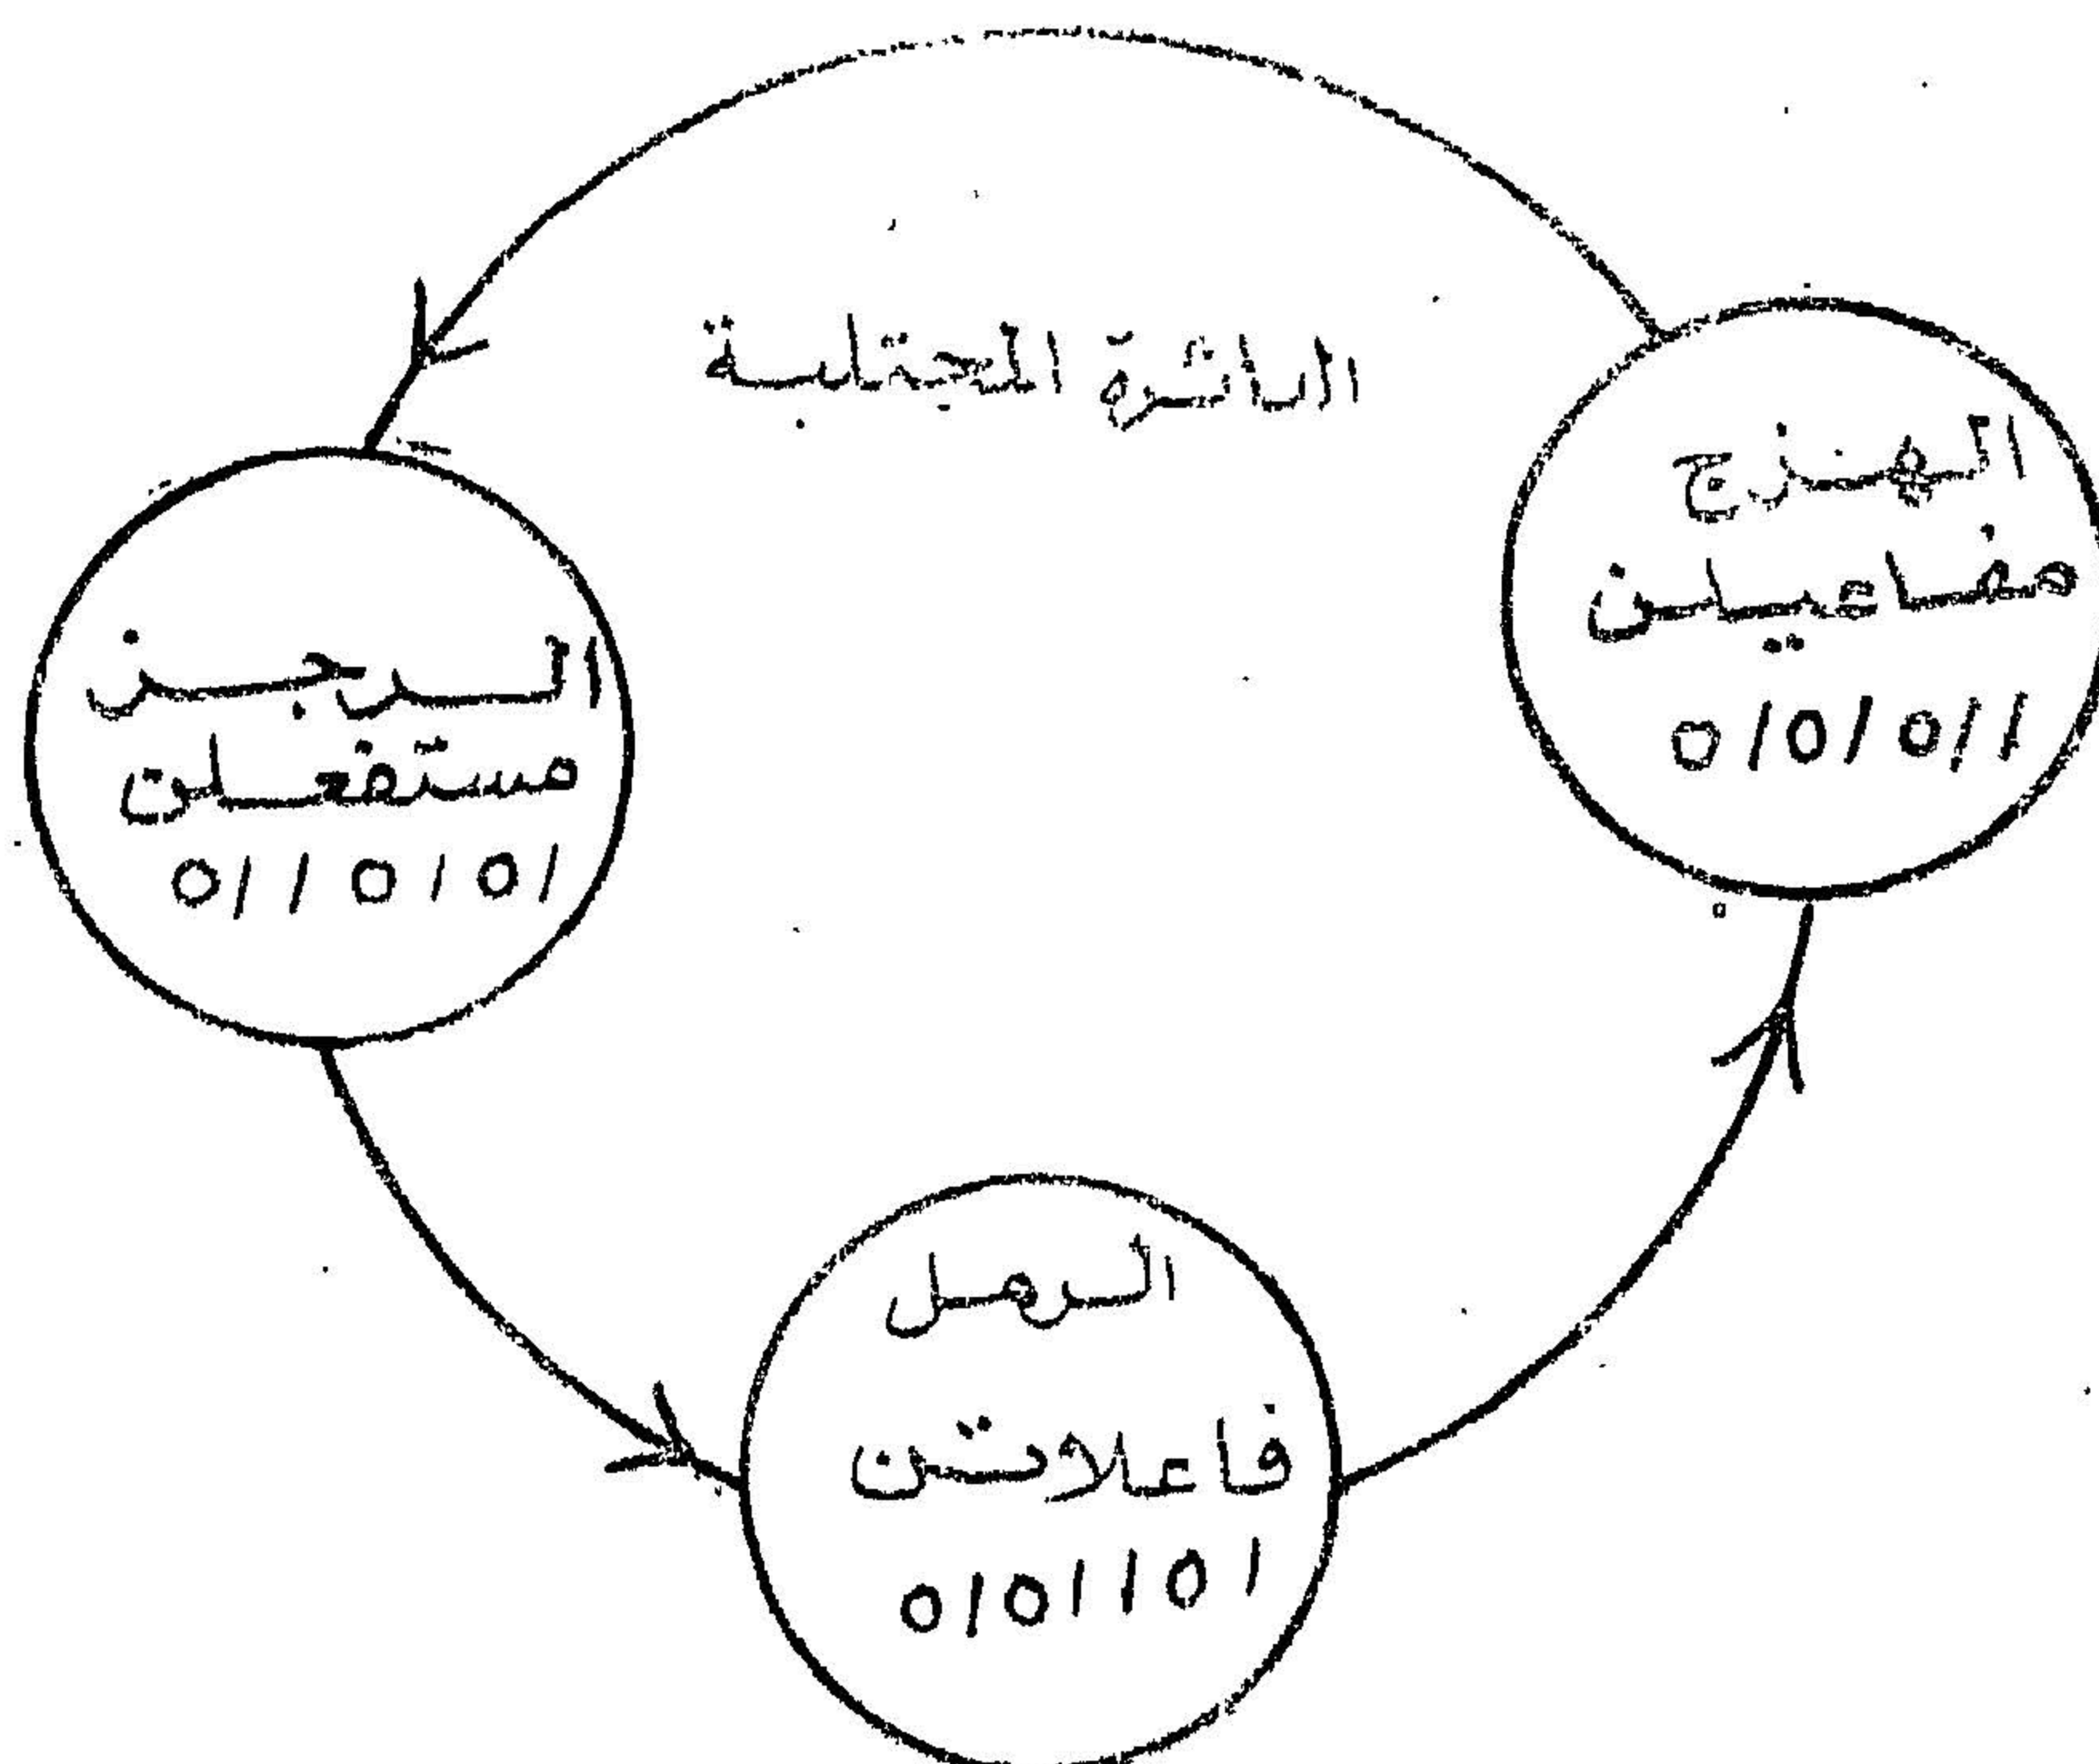 الدائرة المجتلبة
الهزج
مفاعيلن
0/0/0//
الرجز
مستفعلن
0//0/0/
الرمل
فاعلاتن
0/0//0/